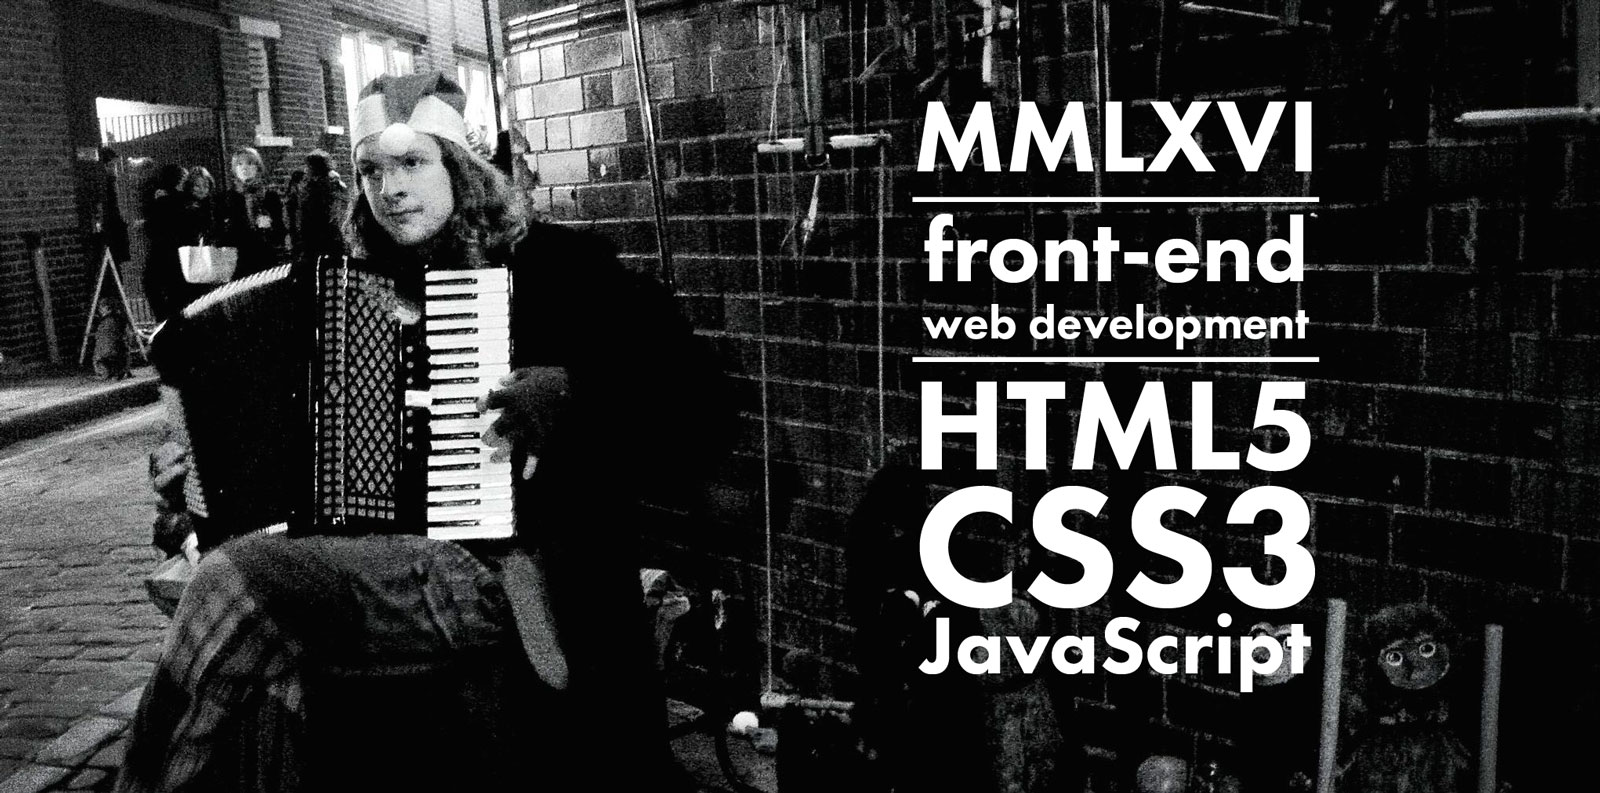 MMLXVI
front-end
web development
HTML5
CSS3
JavaScript